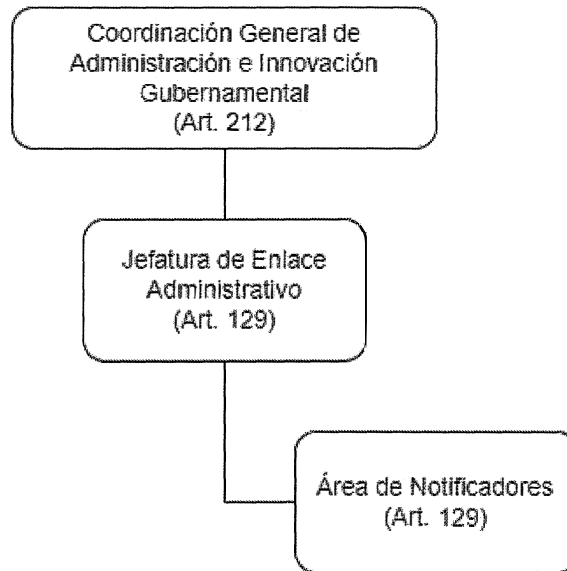 Coordinación General de
Administración e Innovación
Gubernamental
(Art. 212)
Jefatura de Enlace
Administrativo
(Art. 129)
Área de Notificadores
(Art. 129)